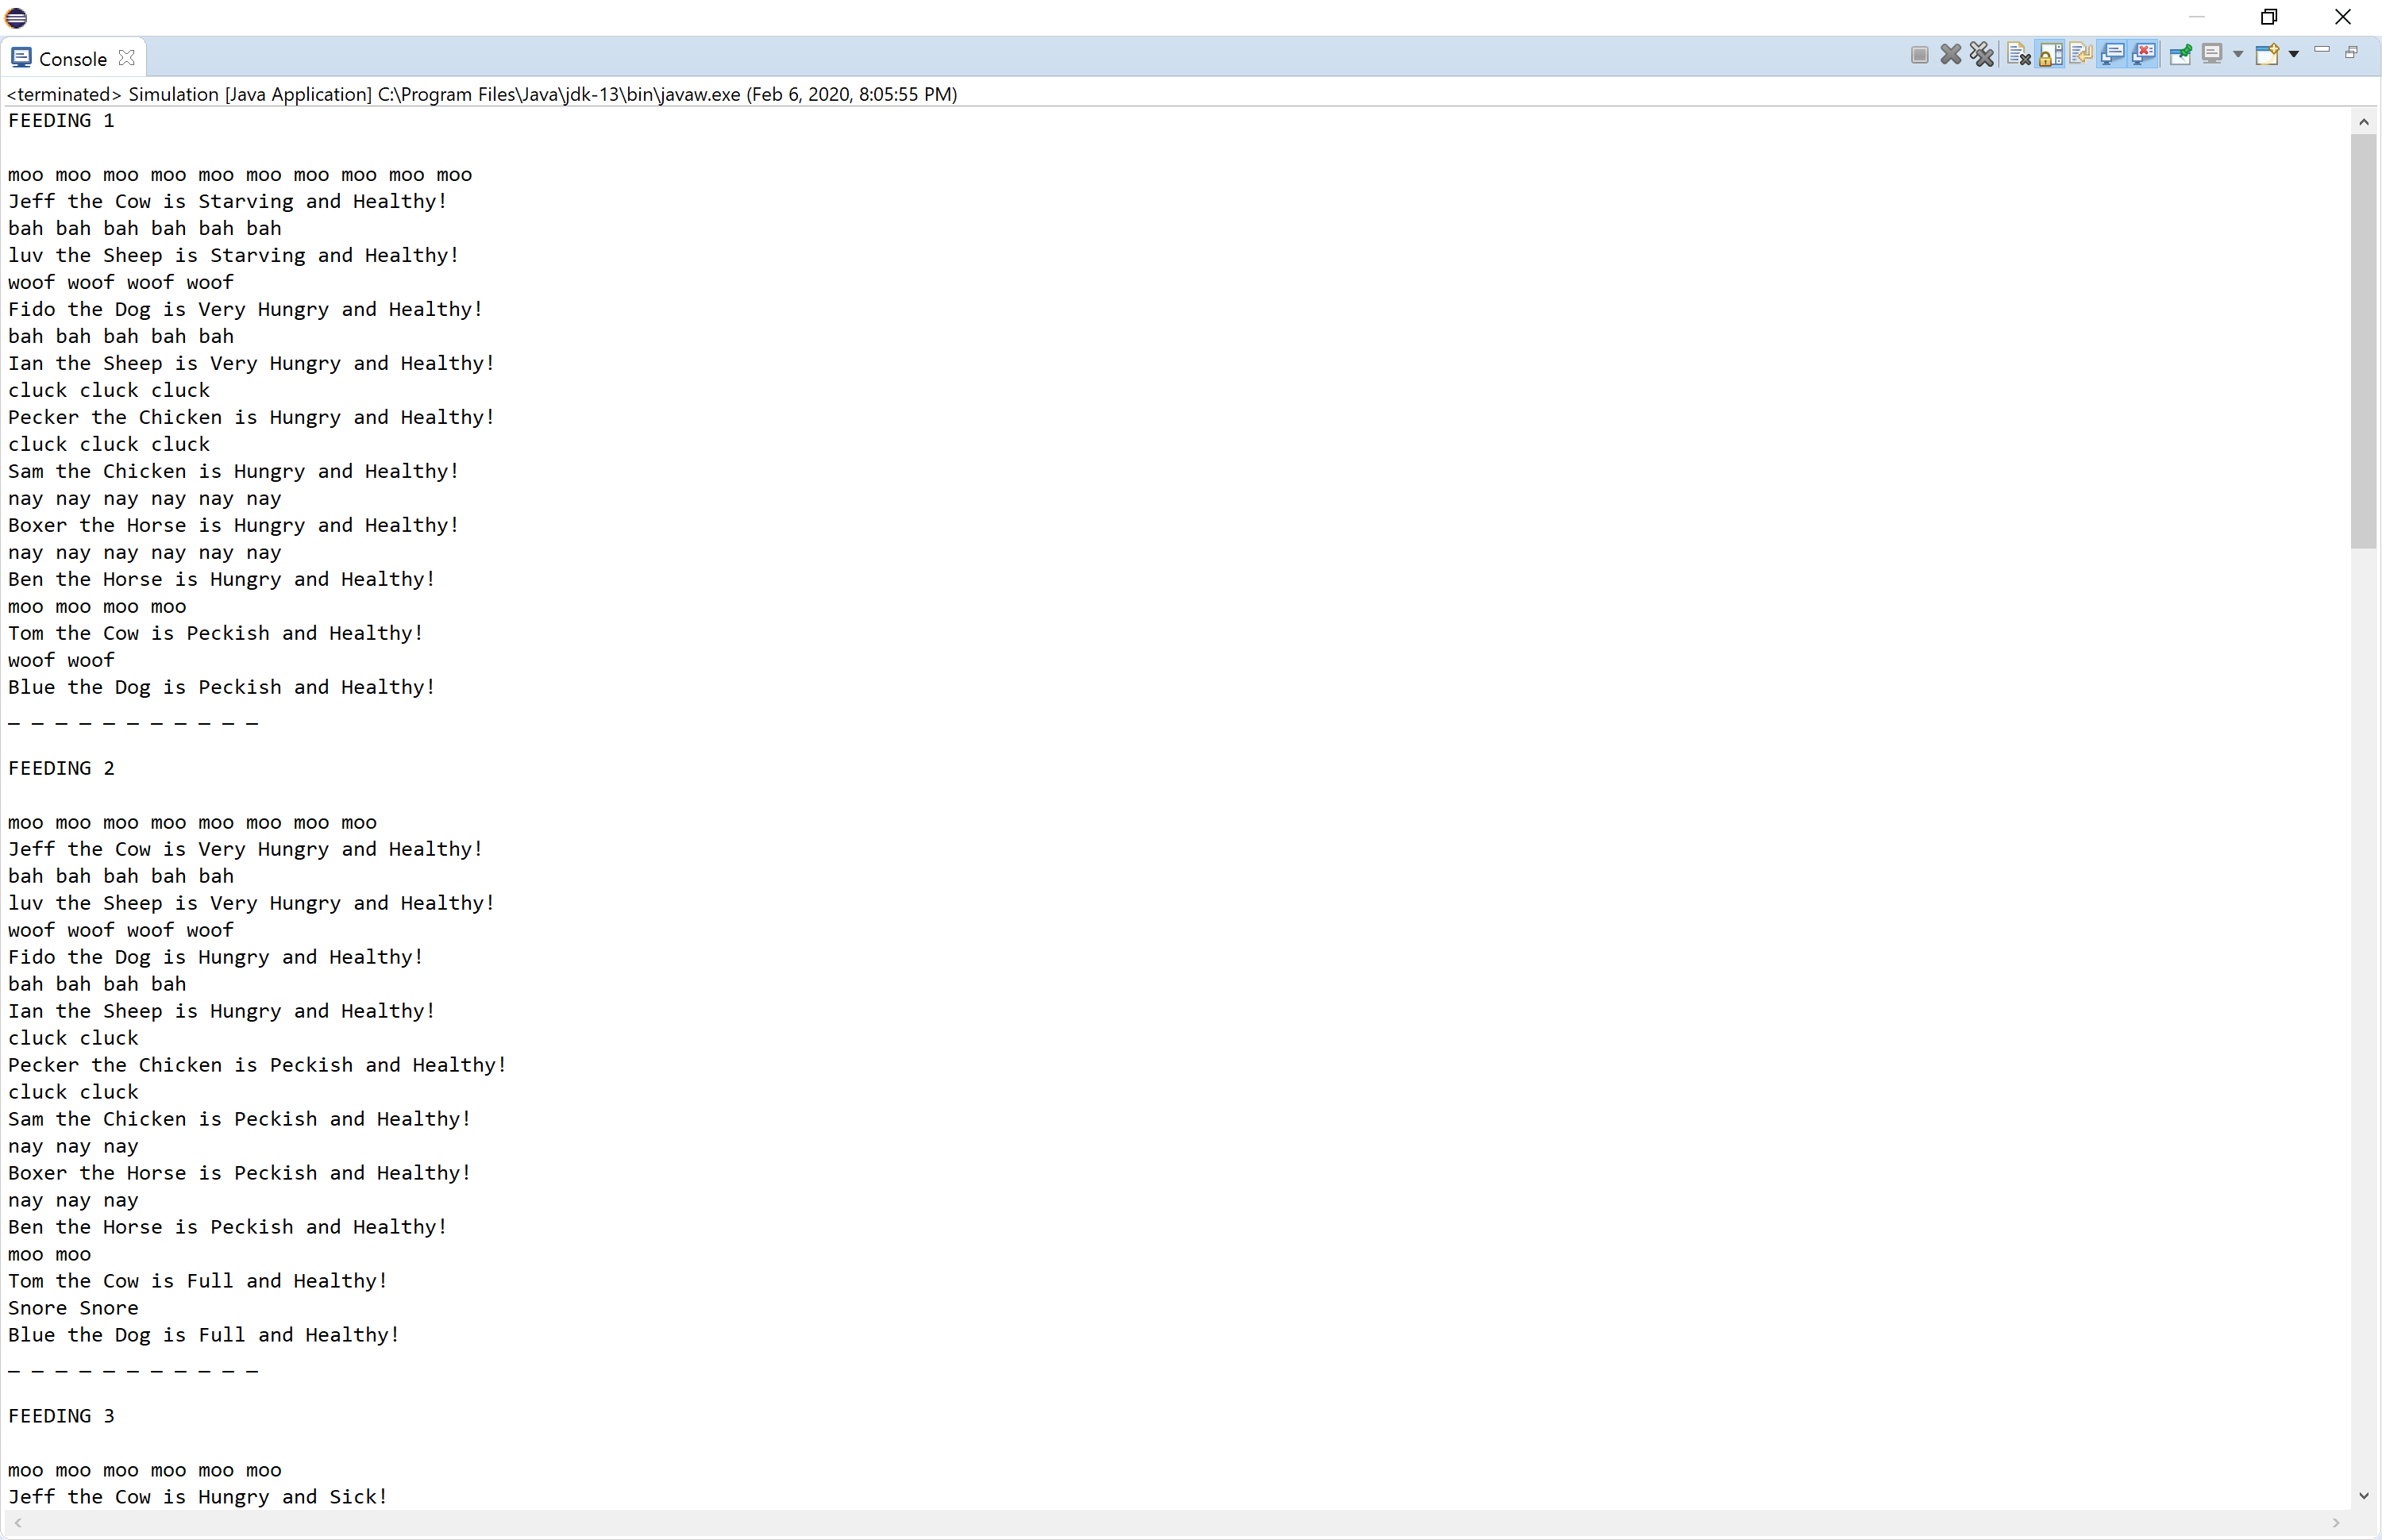 Console
<terminated> Simulation [Java Application] C:\Program Files\Java\jdk-13\bin\javaw.exe (Feb 6, 2020, 8:05:55 PM)
FEEDING 1
moo moo moo moo moo moo moo moo moo moo
Jeff the Cow is Starving and Healthy!
bah bah bah bah bah bah
luv the Sheep is Starving and Healthy!
woof woof woof woof
Fido the Dog is Very Hungry and Healthy!
bah bah bah bah bah
Ian the Sheep is Very Hungry and Healthy!
cluck cluck cluck
Pecker the Chicken is Hungry and Healthy!
cluck cluck cluck
Sam the Chicken is Hungry and Healthy!
nay nay nay nay nay nay
Boxer the Horse is Hungry and Healthy!
nay nay nay nay nay nay
Ben the Horse is Hungry and Healthy!
moo moo moo moo
Tom the Cow is Peckish and Healthy!
woof woof
Blue the Dog is Peckish and Healthy!
_ _ _ _ _ _ _ _ _ _ _
FEEDING 2
moo moo moo moo moo moo moo moo
Jeff the Cow is Very Hungry and Healthy!
bah bah bah bah bah
luv the Sheep is Very Hungry and Healthy!
woof woof woof woof
Fido the Dog is Hungry and Healthy!
bah bah bah bah
Ian the Sheep is Hungry and Healthy!
cluck cluck
Pecker the Chicken is Peckish and Healthy!
cluck cluck
Sam the Chicken is Peckish and Healthy!
nay nay nay
Boxer the Horse is Peckish and Healthy!
nay nay nay
Ben the Horse is Peckish and Healthy!
moo moo
Tom the Cow is Full and Healthy!
Snore Snore
Blue the Dog is Full and Healthy!
_ _ _ _ _ _ _ _ _ _ _
FEEDING 3
moo moo moo moo moo moo
Jeff the Cow is Hungry and Sick!